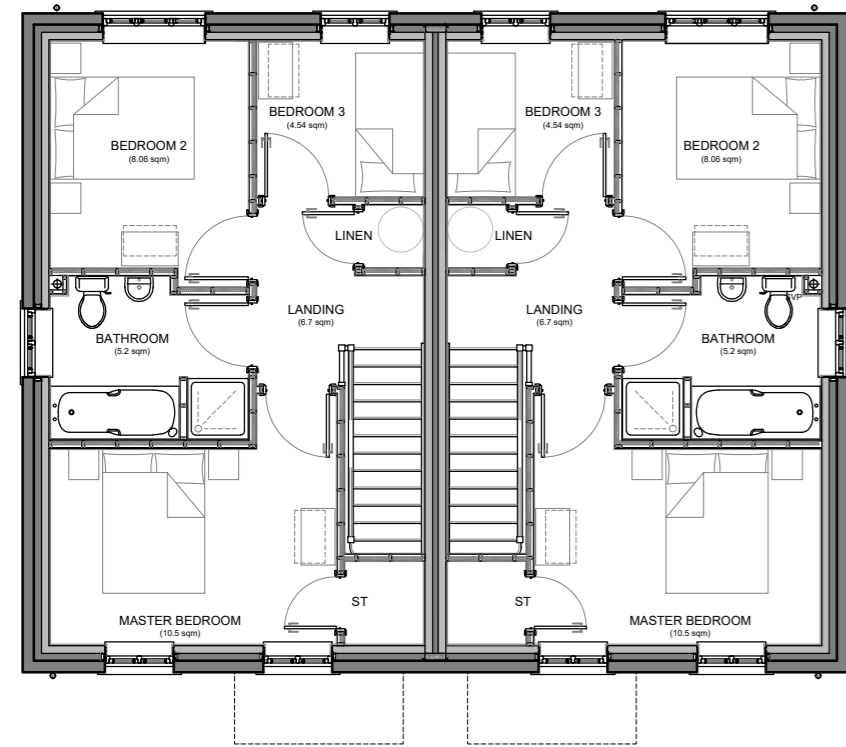 BEDROOM 2
(8.06 sqm)
BEDROOM 3
(4.54 sqm)
BEDROOM 3
(4.54 sqm)
BEDROOM 2
(8.06 sqm)
LINEN
LINEN
LANDING
(6.7 sqm)
LANDING
(6.7 sqm)
SVP
BATHROOM
(5.2 sqm)
BATHROOM
(5.2 sqm)
ST
ST
MASTER BEDROOM
(10.5 sqm)
MASTER BEDROOM
(10.5 sqm)